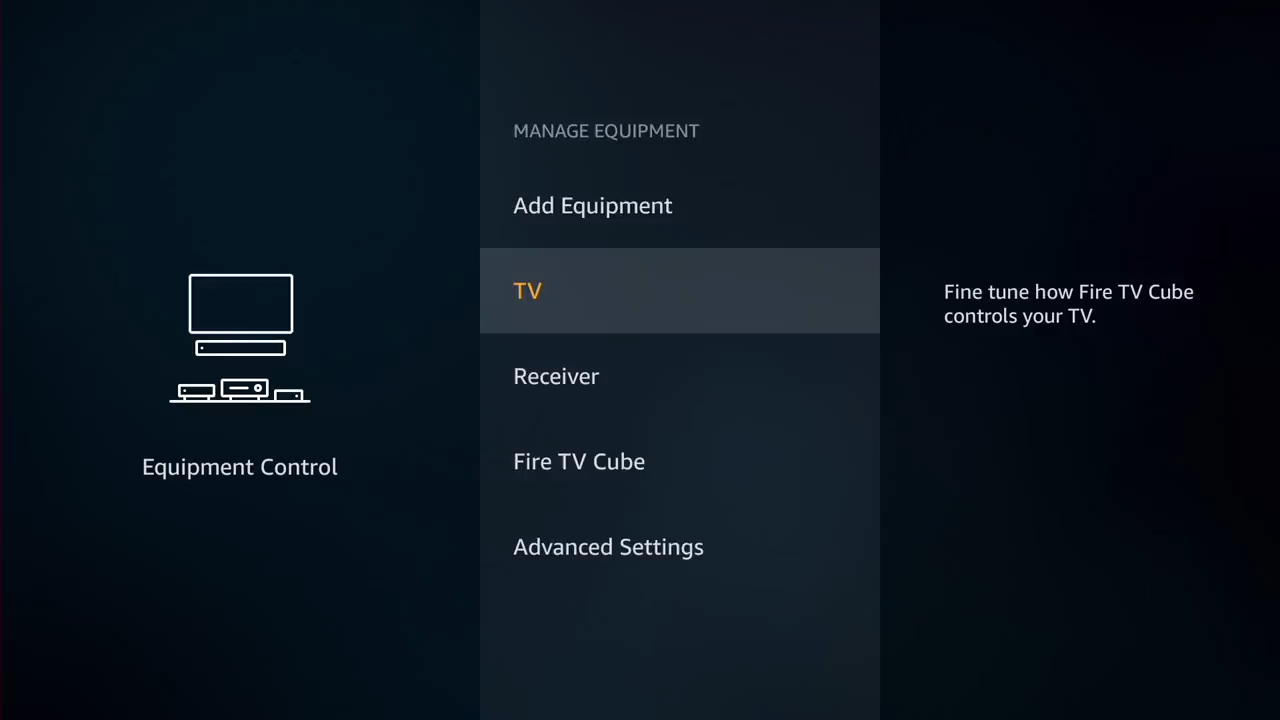 MANAGE EQUIPMENT
Add Equipment
TV
Receiver
Fire TV Cube
Advanced Settings
Equipment Control
Fine tune how Fire TV Cube
controls your TV.